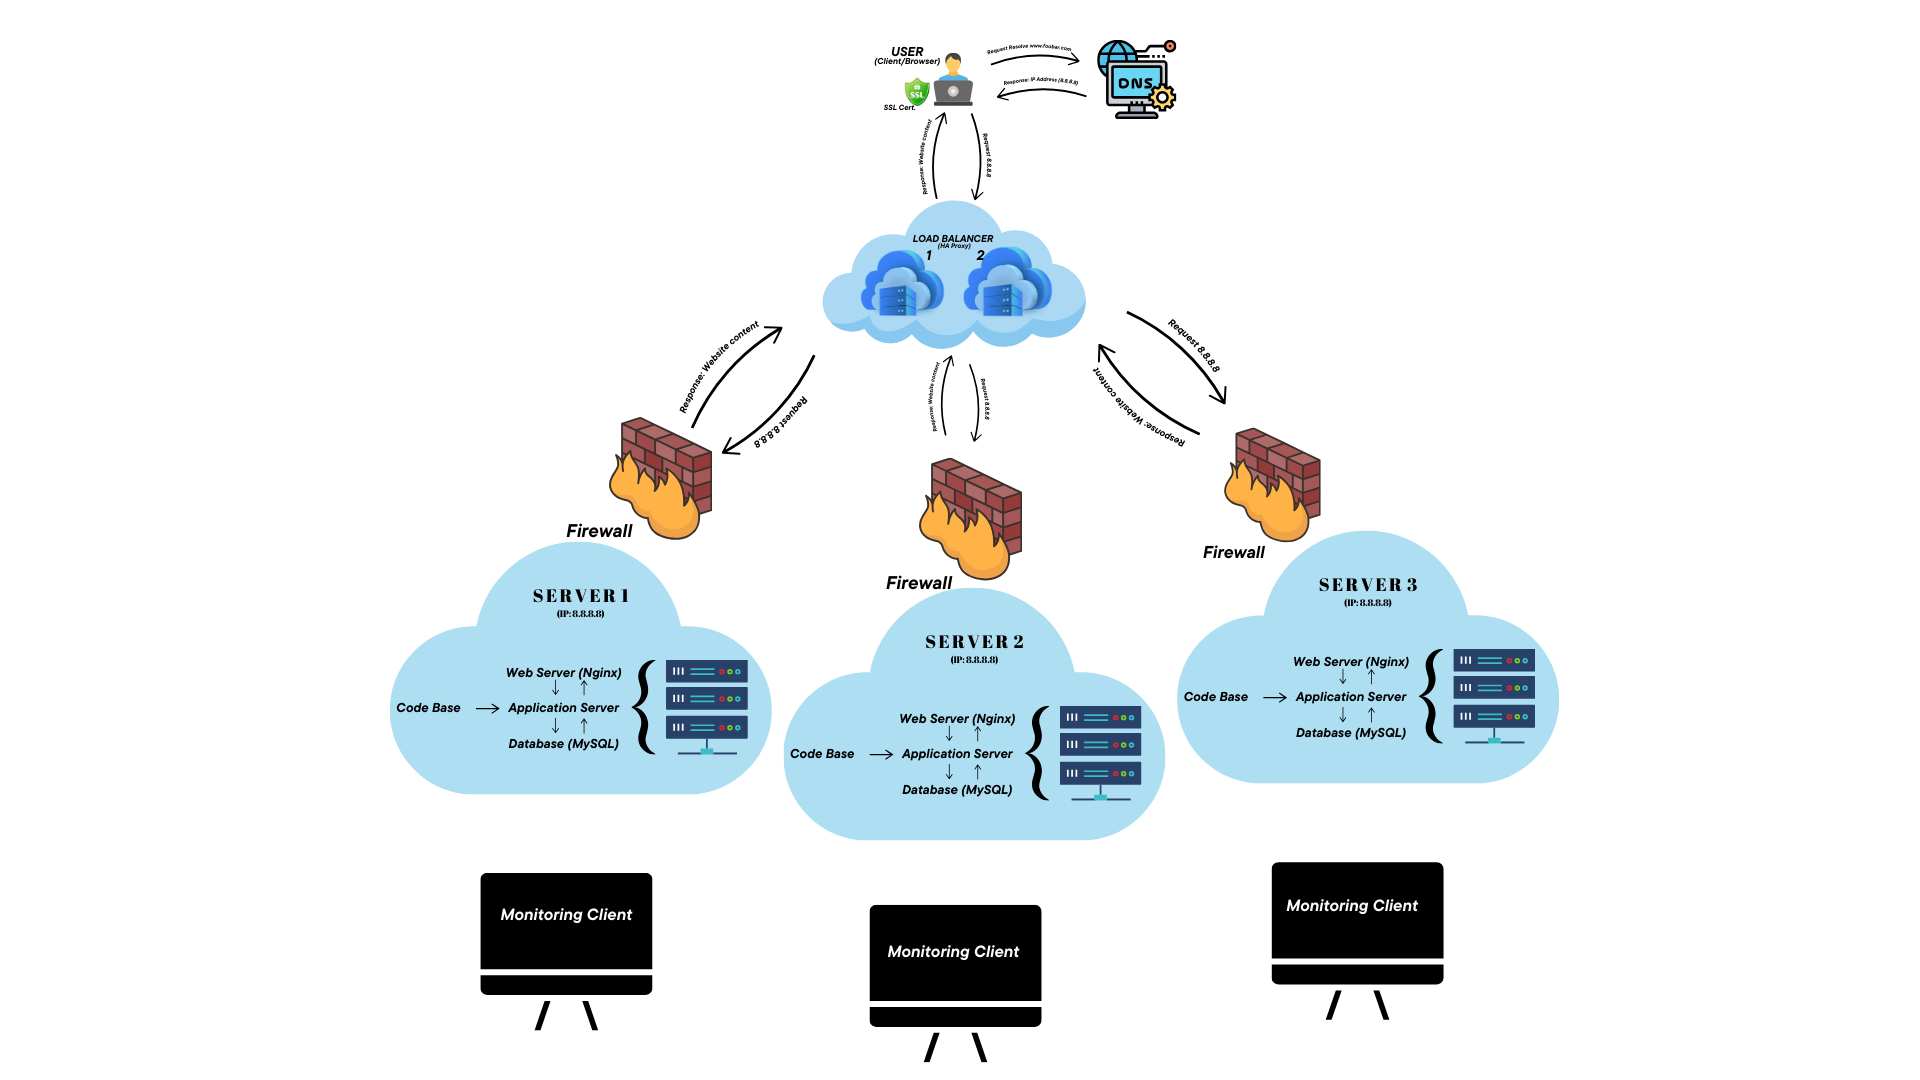 USER
(Client/Browser)
SSL
SSL Cert.
Request Resolve www.foobar.com
Response: IP Address (8.8.8.8)
DNS
Response: Website content
Request 8.8.8.8
LOAD BALANCER
(HA Proxy)
1
2
Response: Website content
Request 8.8.8.8
Response: Website content
Request 8.8.8.8
Request 8.8.8.8
Response: Website content
Firewall
Firewall
Firewall
SERVER 1
(IP: 8.8.8.8)
Web Server (Nginx)
Code Base
Application Server
Database (MySQL)
SERVER 2
(IP: 8.8.8.8)
Web Server (Nginx)
Code Base
Application Server
Database (MySQL)
SERVER 3
(IP: 8.8.8.8)
Web Server (Nginx)
Code Base
Application Server
Database (MySQL)
Monitoring Client
Monitoring Client
Monitoring Client